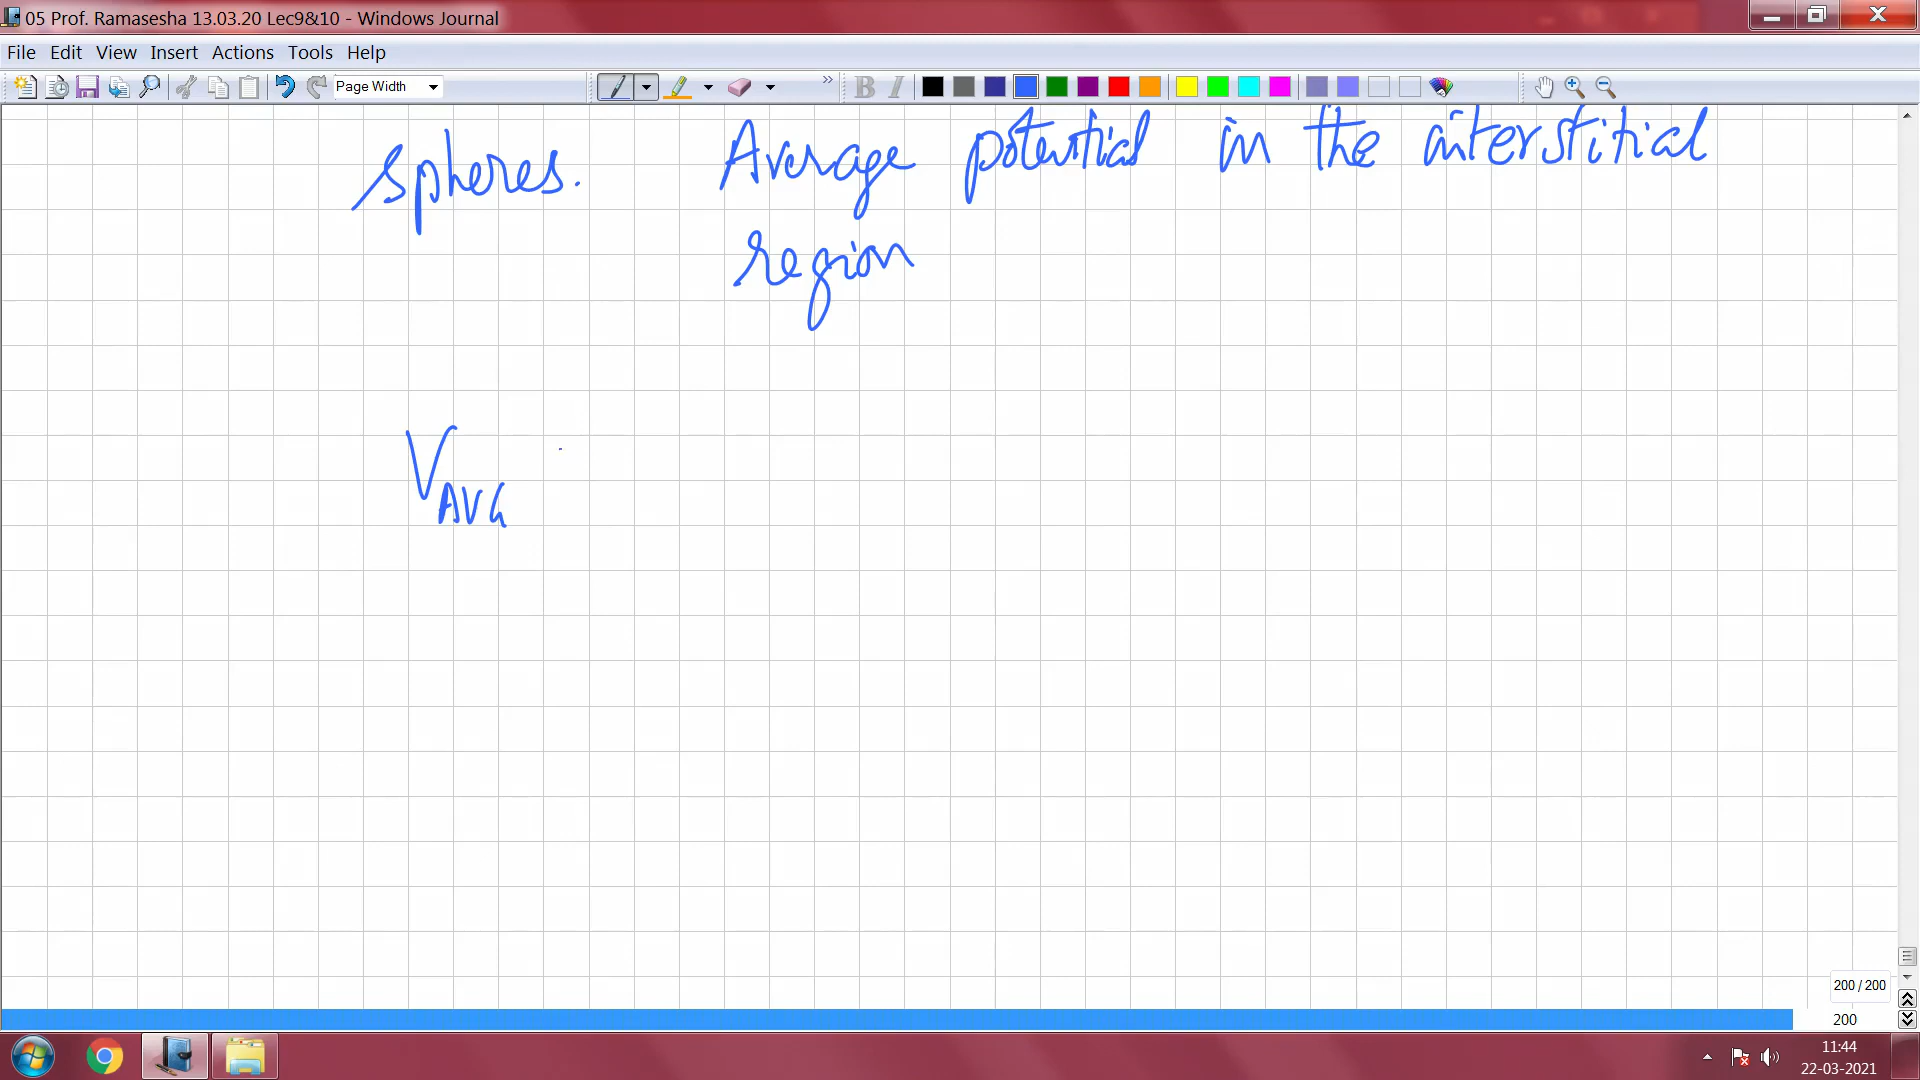 05 Prof. Ramasesha 13.03.20 Lec9&10 - Windows Journal
File Edit View Insert Actions Tools Help
Page Width
B I
spheres. Average potential in the interstitial
region
V_AVG
200 / 200
200
11:44
22-03-2021